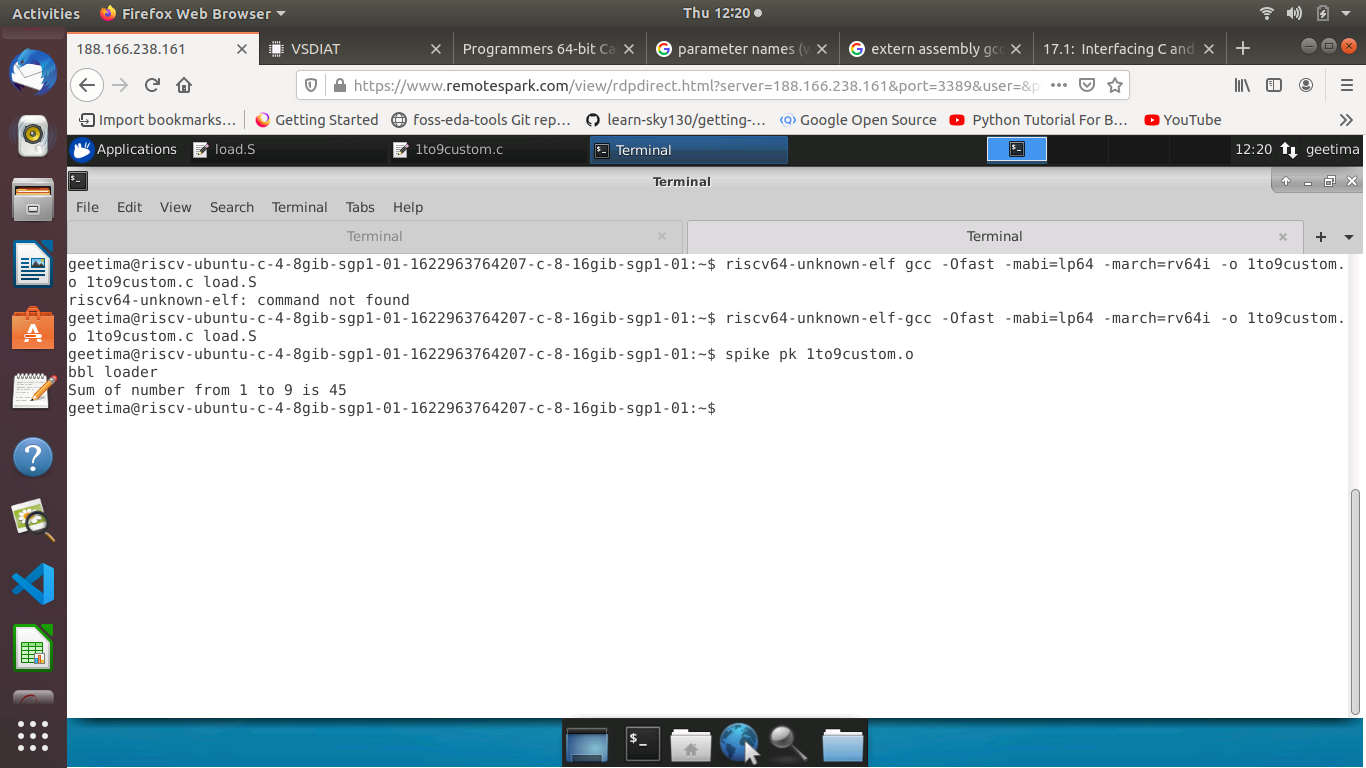 Activities Firefox Web Browser Thu 12:20
188.166.238.161 VSDIAT Programmers 64-bit Ca parameter names (w extern assembly gcc 17.1: Interfacing C and
https://www.remotespark.com/view/rdpdirect.html?server=188.166.238.161&port=3389&user=&p
Import bookmarks... Getting Started foss-eda-tools Git rep... learn-sky130/getting-... Google Open Source Python Tutorial For B... YouTube
Applications load.S 1to9custom.c Terminal 12:20 geetima
Terminal
File Edit View Search Terminal Tabs Help
Terminal Terminal
geetima@riscv-ubuntu-c-4-8gib-sgp1-01-1622963764207-c-8-16gib-sgp1-01:~$ riscv64-unknown-elf gcc -Ofast -mabi=lp64 -march=rv64i -o 1to9custom.
o 1to9custom.c load.S
riscv64-unknown-elf: command not found
geetima@riscv-ubuntu-c-4-8gib-sgp1-01-1622963764207-c-8-16gib-sgp1-01:~$ riscv64-unknown-elf-gcc -Ofast -mabi=lp64 -march=rv64i -o 1to9custom.
o 1to9custom.c load.S
geetima@riscv-ubuntu-c-4-8gib-sgp1-01-1622963764207-c-8-16gib-sgp1-01:~$ spike pk 1to9custom.o
bbl loader
Sum of number from 1 to 9 is 45
geetima@riscv-ubuntu-c-4-8gib-sgp1-01-1622963764207-c-8-16gib-sgp1-01:~$